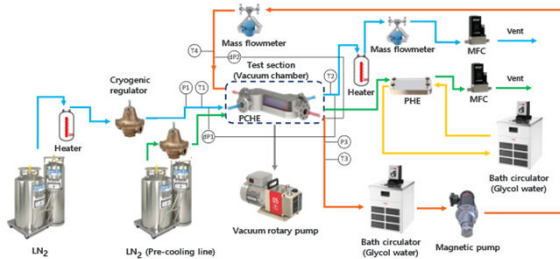 Mass flowmeter
T4
dP2
Test section
(Vacuum chamber)
T2
Heater
Mass flowmeter
MFC
Vent
Cryogenic
regulator
P1
T1
PCHE
PHE
MFC
Vent
Heater
dP1
P3
T3
LN2
LN2 (Pre-cooling line)
Vacuum rotary pump
Bath circulator
(Glycol water)
Magnetic pump
Bath circulator
(Glycol water)